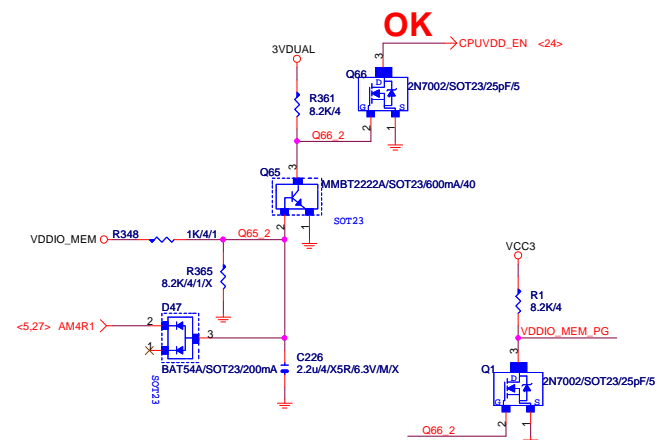 OK
CPUVDD_EN <24>
3VDUAL
3
Q66
D
2N7002/SOT23/25pF/5
R361
8.2K/4
G
S
2
1
Q66_2
3
Q65
MMBT2222A/SOT23/600mA/40
SOT23
2
1
VDDIO_MEM
R348
1K/4/1
Q65_2
VCC3
R365
8.2K/4/1/X
R1
8.2K/4
D47
<5,27> AM4R1
2
3
1
VDDIO_MEM_PG
BAT54A/SOT23/200mA
C226
2.2u/4/X5R/6.3V/M/X
SOT23
3
Q1
D
2N7002/SOT23/25pF/5
G
S
2
1
Q66_2